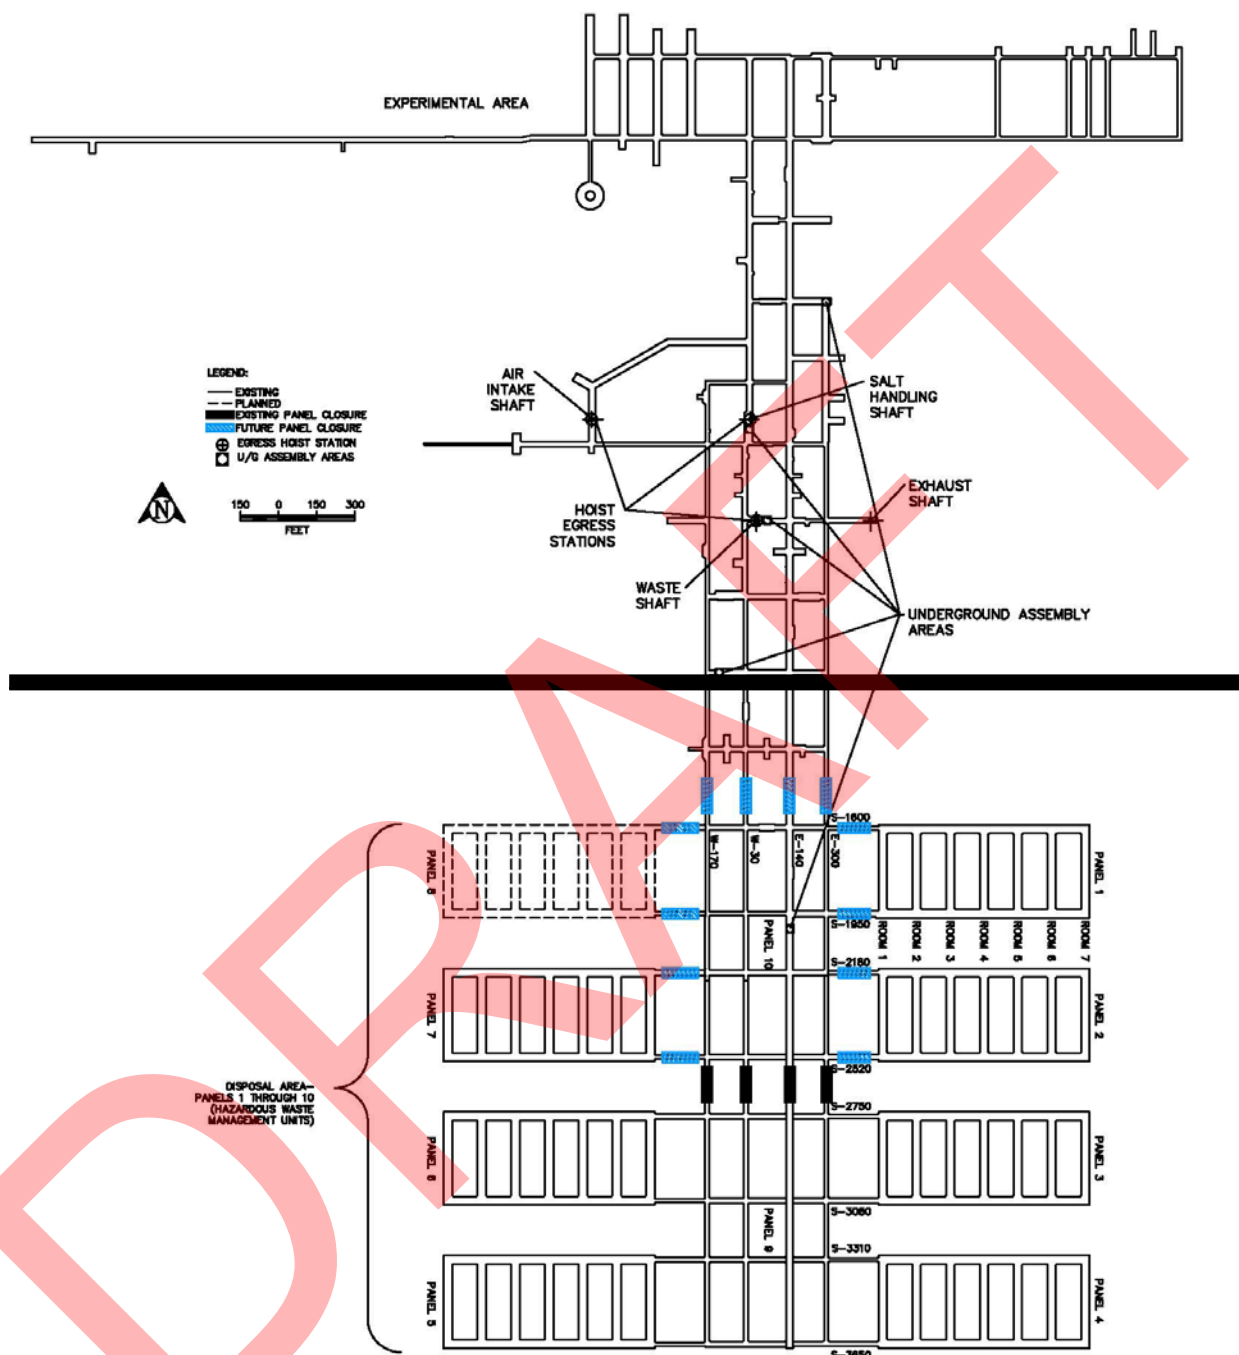 EXPERIMENTAL AREA
LEGEND:
EXISTING
PLANNED
EXISTING PANEL CLOSURE
FUTURE PANEL CLOSURE
EGRESS HOIST STATION
U/G ASSEMBLY AREAS
N
150 0 150 300
FEET
AIR
INTAKE
SHAFT
SALT
HANDLING
SHAFT
HOIST
EGRESS
STATIONS
EXHAUST
SHAFT
WASTE
SHAFT
UNDERGROUND ASSEMBLY
AREAS
S-1600
W-170
W-30
E-140
E-300
PANEL 8
PANEL 1
S-1950
PANEL 10
ROOM 1
ROOM 2
ROOM 3
ROOM 4
ROOM 5
ROOM 6
ROOM 7
S-2180
PANEL 7
PANEL 2
S-2520
S-2750
DISPOSAL AREA-
PANELS 1 THROUGH 10
(HAZARDOUS WASTE
MANAGEMENT UNITS)
PANEL 6
PANEL 3
S-3080
PANEL 9
S-3310
PANEL 5
PANEL 4
S-3650
DRAFT